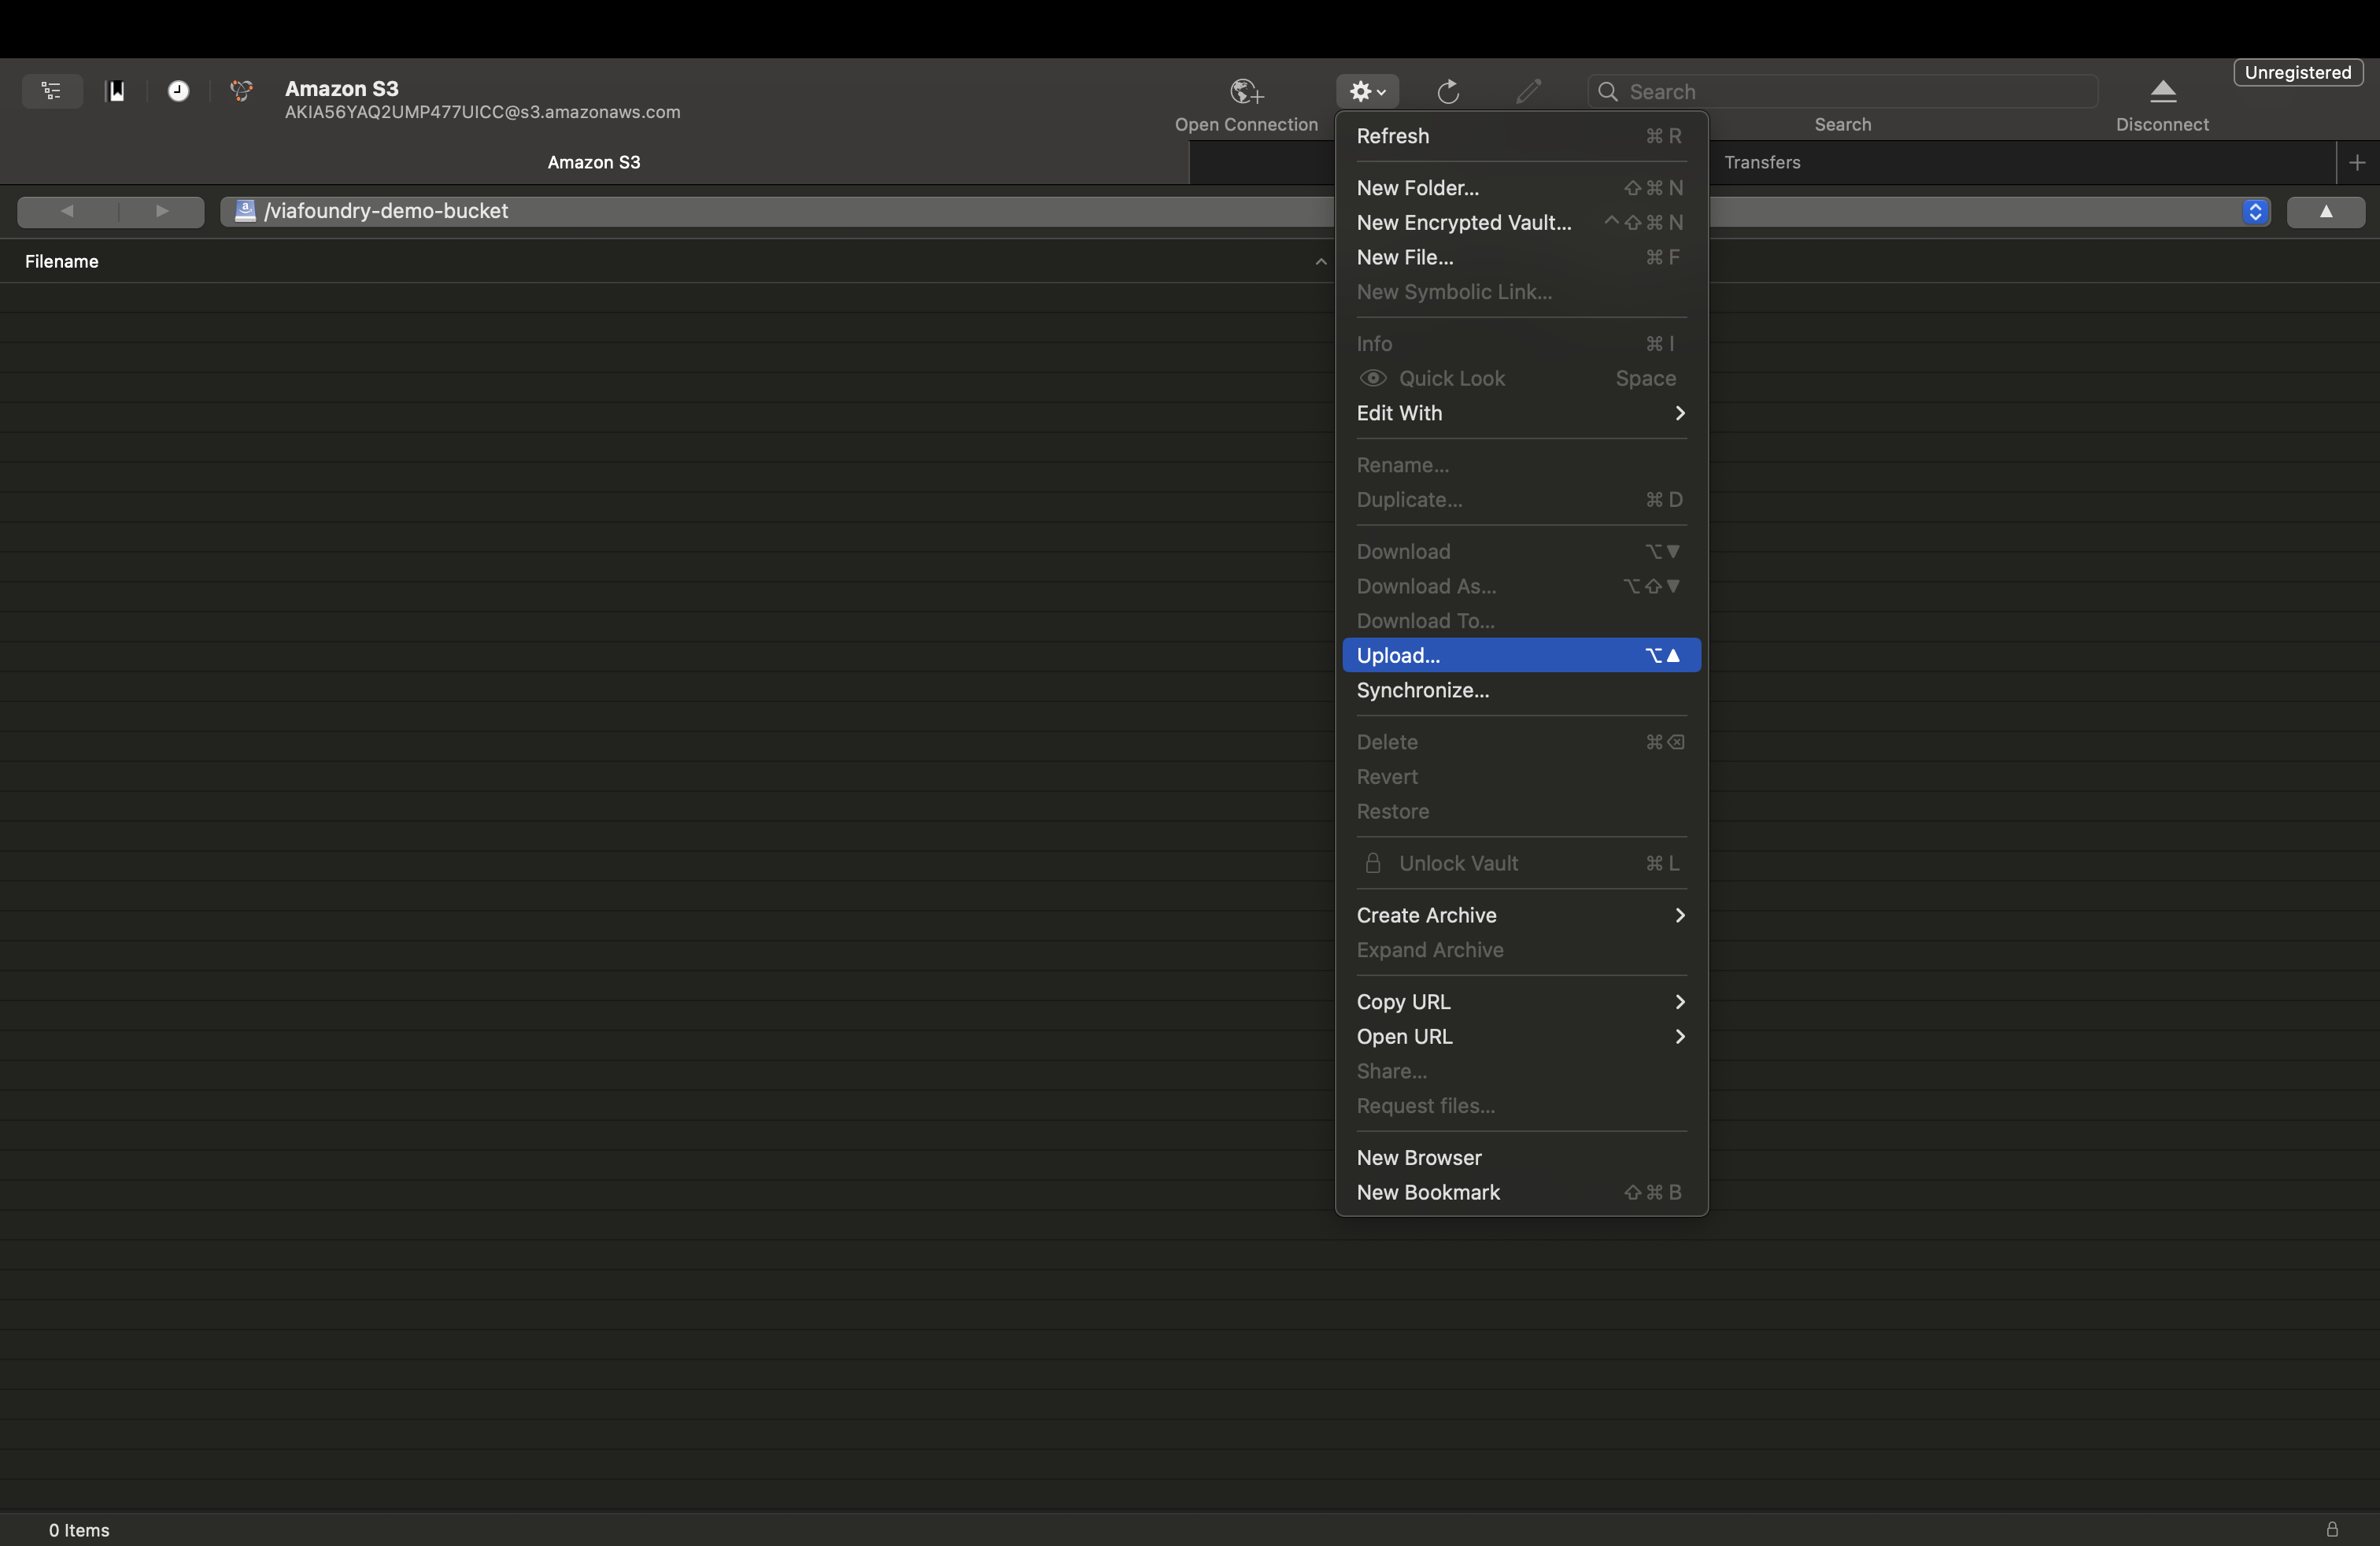 Unregistered
Amazon S3
AKIA56YAQ2UMP477UICC@s3.amazonaws.com
Search
Open Connection
Search
Disconnect
Amazon S3
Transfers
/viafoundry-demo-bucket
Filename
Refresh ⌘ R
New Folder... ⇧ ⌘ N
New Encrypted Vault... ^ ⇧ ⌘ N
New File... ⌘ F
New Symbolic Link...
Info ⌘ I
Quick Look Space
Edit With
Rename...
Duplicate... ⌘ D
Download ⌥ ▼
Download As... ⌥ ⇧ ▼
Download To...
Upload... ⌥ ▲
Synchronize...
Delete ⌘ ⌫
Revert
Restore
Unlock Vault ⌘ L
Create Archive
Expand Archive
Copy URL
Open URL
Share...
Request files...
New Browser
New Bookmark ⇧ ⌘ B
0 Items